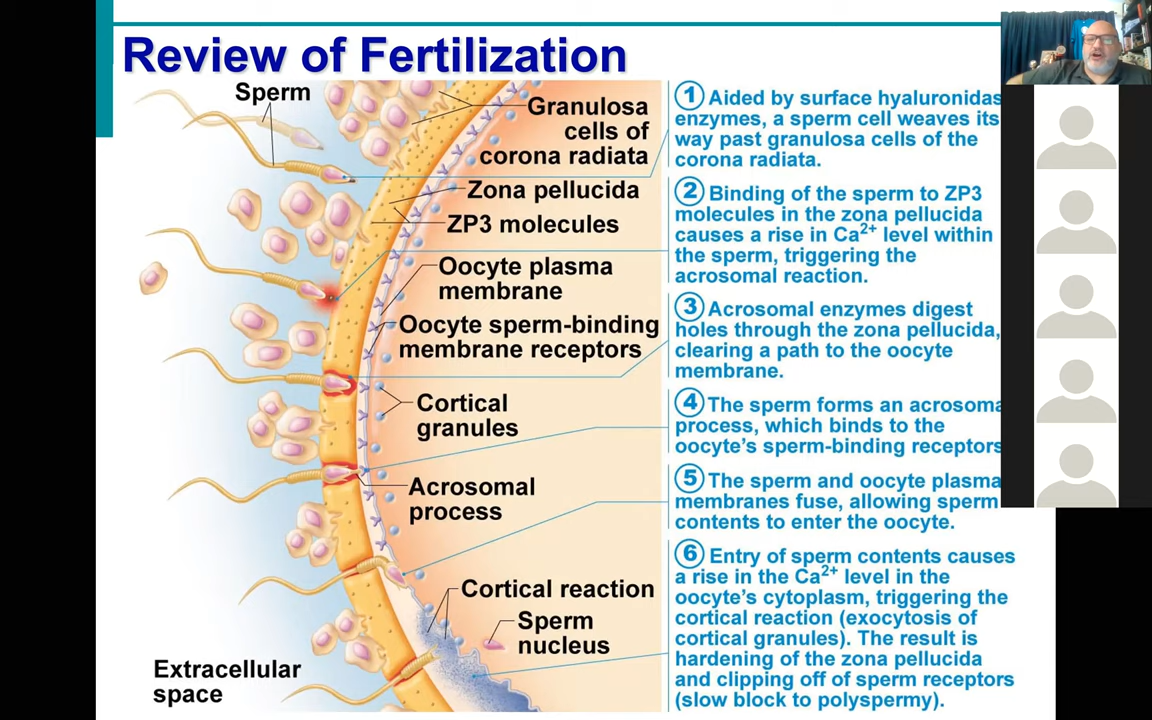 Review of Fertilization
Sperm
Granulosa
cells of
corona radiata
Zona pellucida
ZP3 molecules
Oocyte plasma
membrane
Oocyte sperm-binding
membrane receptors
Cortical
granules
Acrosomal
process
Cortical reaction
Sperm
nucleus
Extracellular
space
1 Aided by surface hyaluronidas
enzymes, a sperm cell weaves its
way past granulosa cells of the
corona radiata.
2 Binding of the sperm to ZP3
molecules in the zona pellucida
causes a rise in Ca2+ level within
the sperm, triggering the
acrosomal reaction.
3 Acrosomal enzymes digest
holes through the zona pellucida,
clearing a path to the oocyte
membrane.
4 The sperm forms an acrosoma
process, which binds to the
oocyte's sperm-binding receptors
5 The sperm and oocyte plasma
membranes fuse, allowing sperm
contents to enter the oocyte.
6 Entry of sperm contents causes
a rise in the Ca2+ level in the
oocyte's cytoplasm, triggering the
cortical reaction (exocytosis of
cortical granules). The result is
hardening of the zona pellucida
and clipping off of sperm receptors
(slow block to polyspermy).